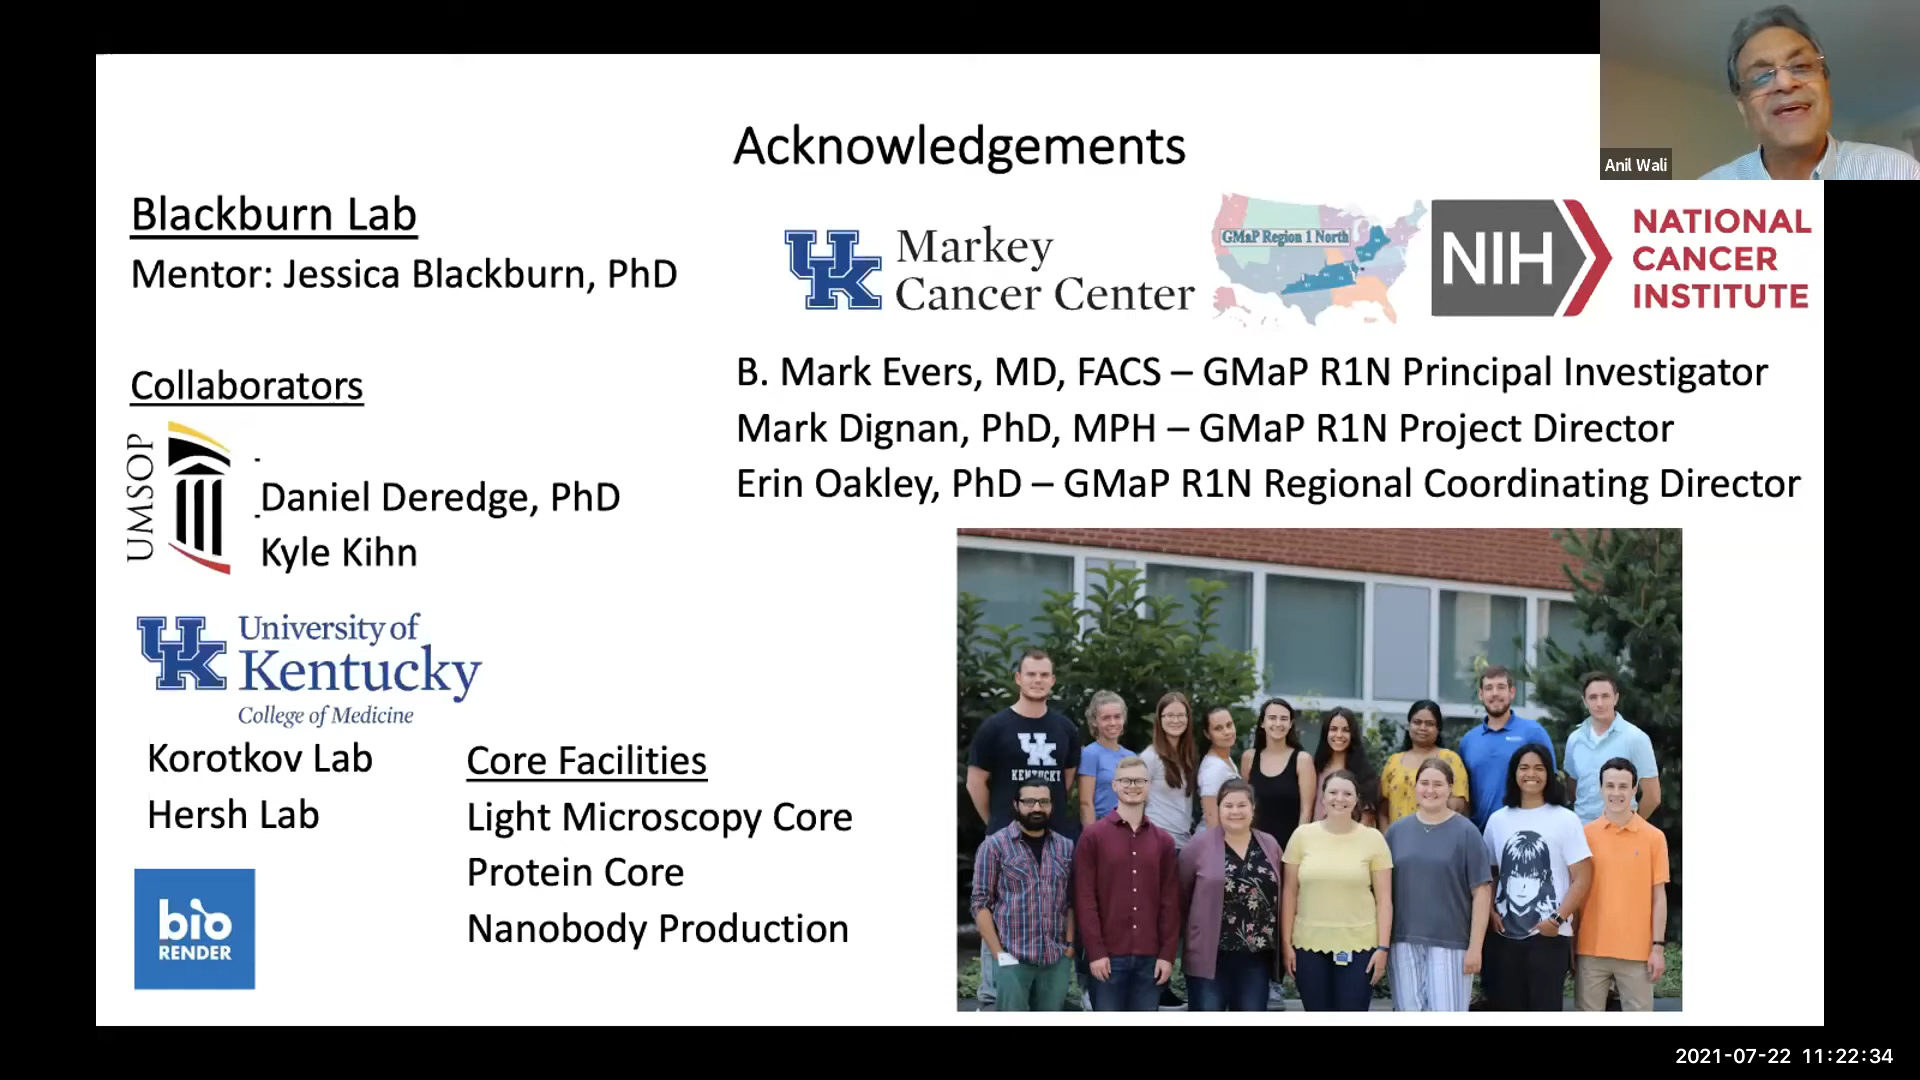 Acknowledgements
Anil Wali
Blackburn Lab
Mentor: Jessica Blackburn, PhD
Collaborators
UMSOP
Daniel Deredge, PhD
Kyle Kihn
UK
University of
Kentucky
College of Medicine
Korotkov Lab
Hersh Lab
bio
RENDER
Core Facilities
Light Microscopy Core
Protein Core
Nanobody Production
UK
Markey
Cancer Center
GMaP Region 1 North
NIH
NATIONAL
CANCER
INSTITUTE
B. Mark Evers, MD, FACS – GMaP R1N Principal Investigator
Mark Dignan, PhD, MPH – GMaP R1N Project Director
Erin Oakley, PhD – GMaP R1N Regional Coordinating Director
UK
KENTUCKY
2021-07-22 11:22:34